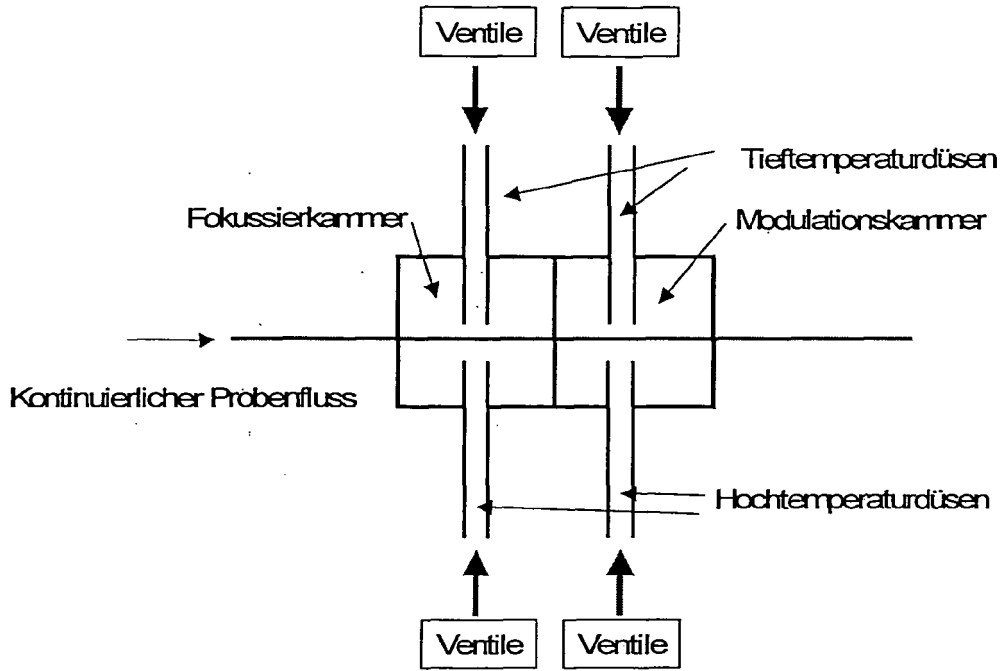 Ventile Ventile
Tieftemperaturdüsen
Fokussierkammer Modulationskammer
Kontinuierlicher Probenfluss
Hochtemperaturdüsen
Ventile Ventile